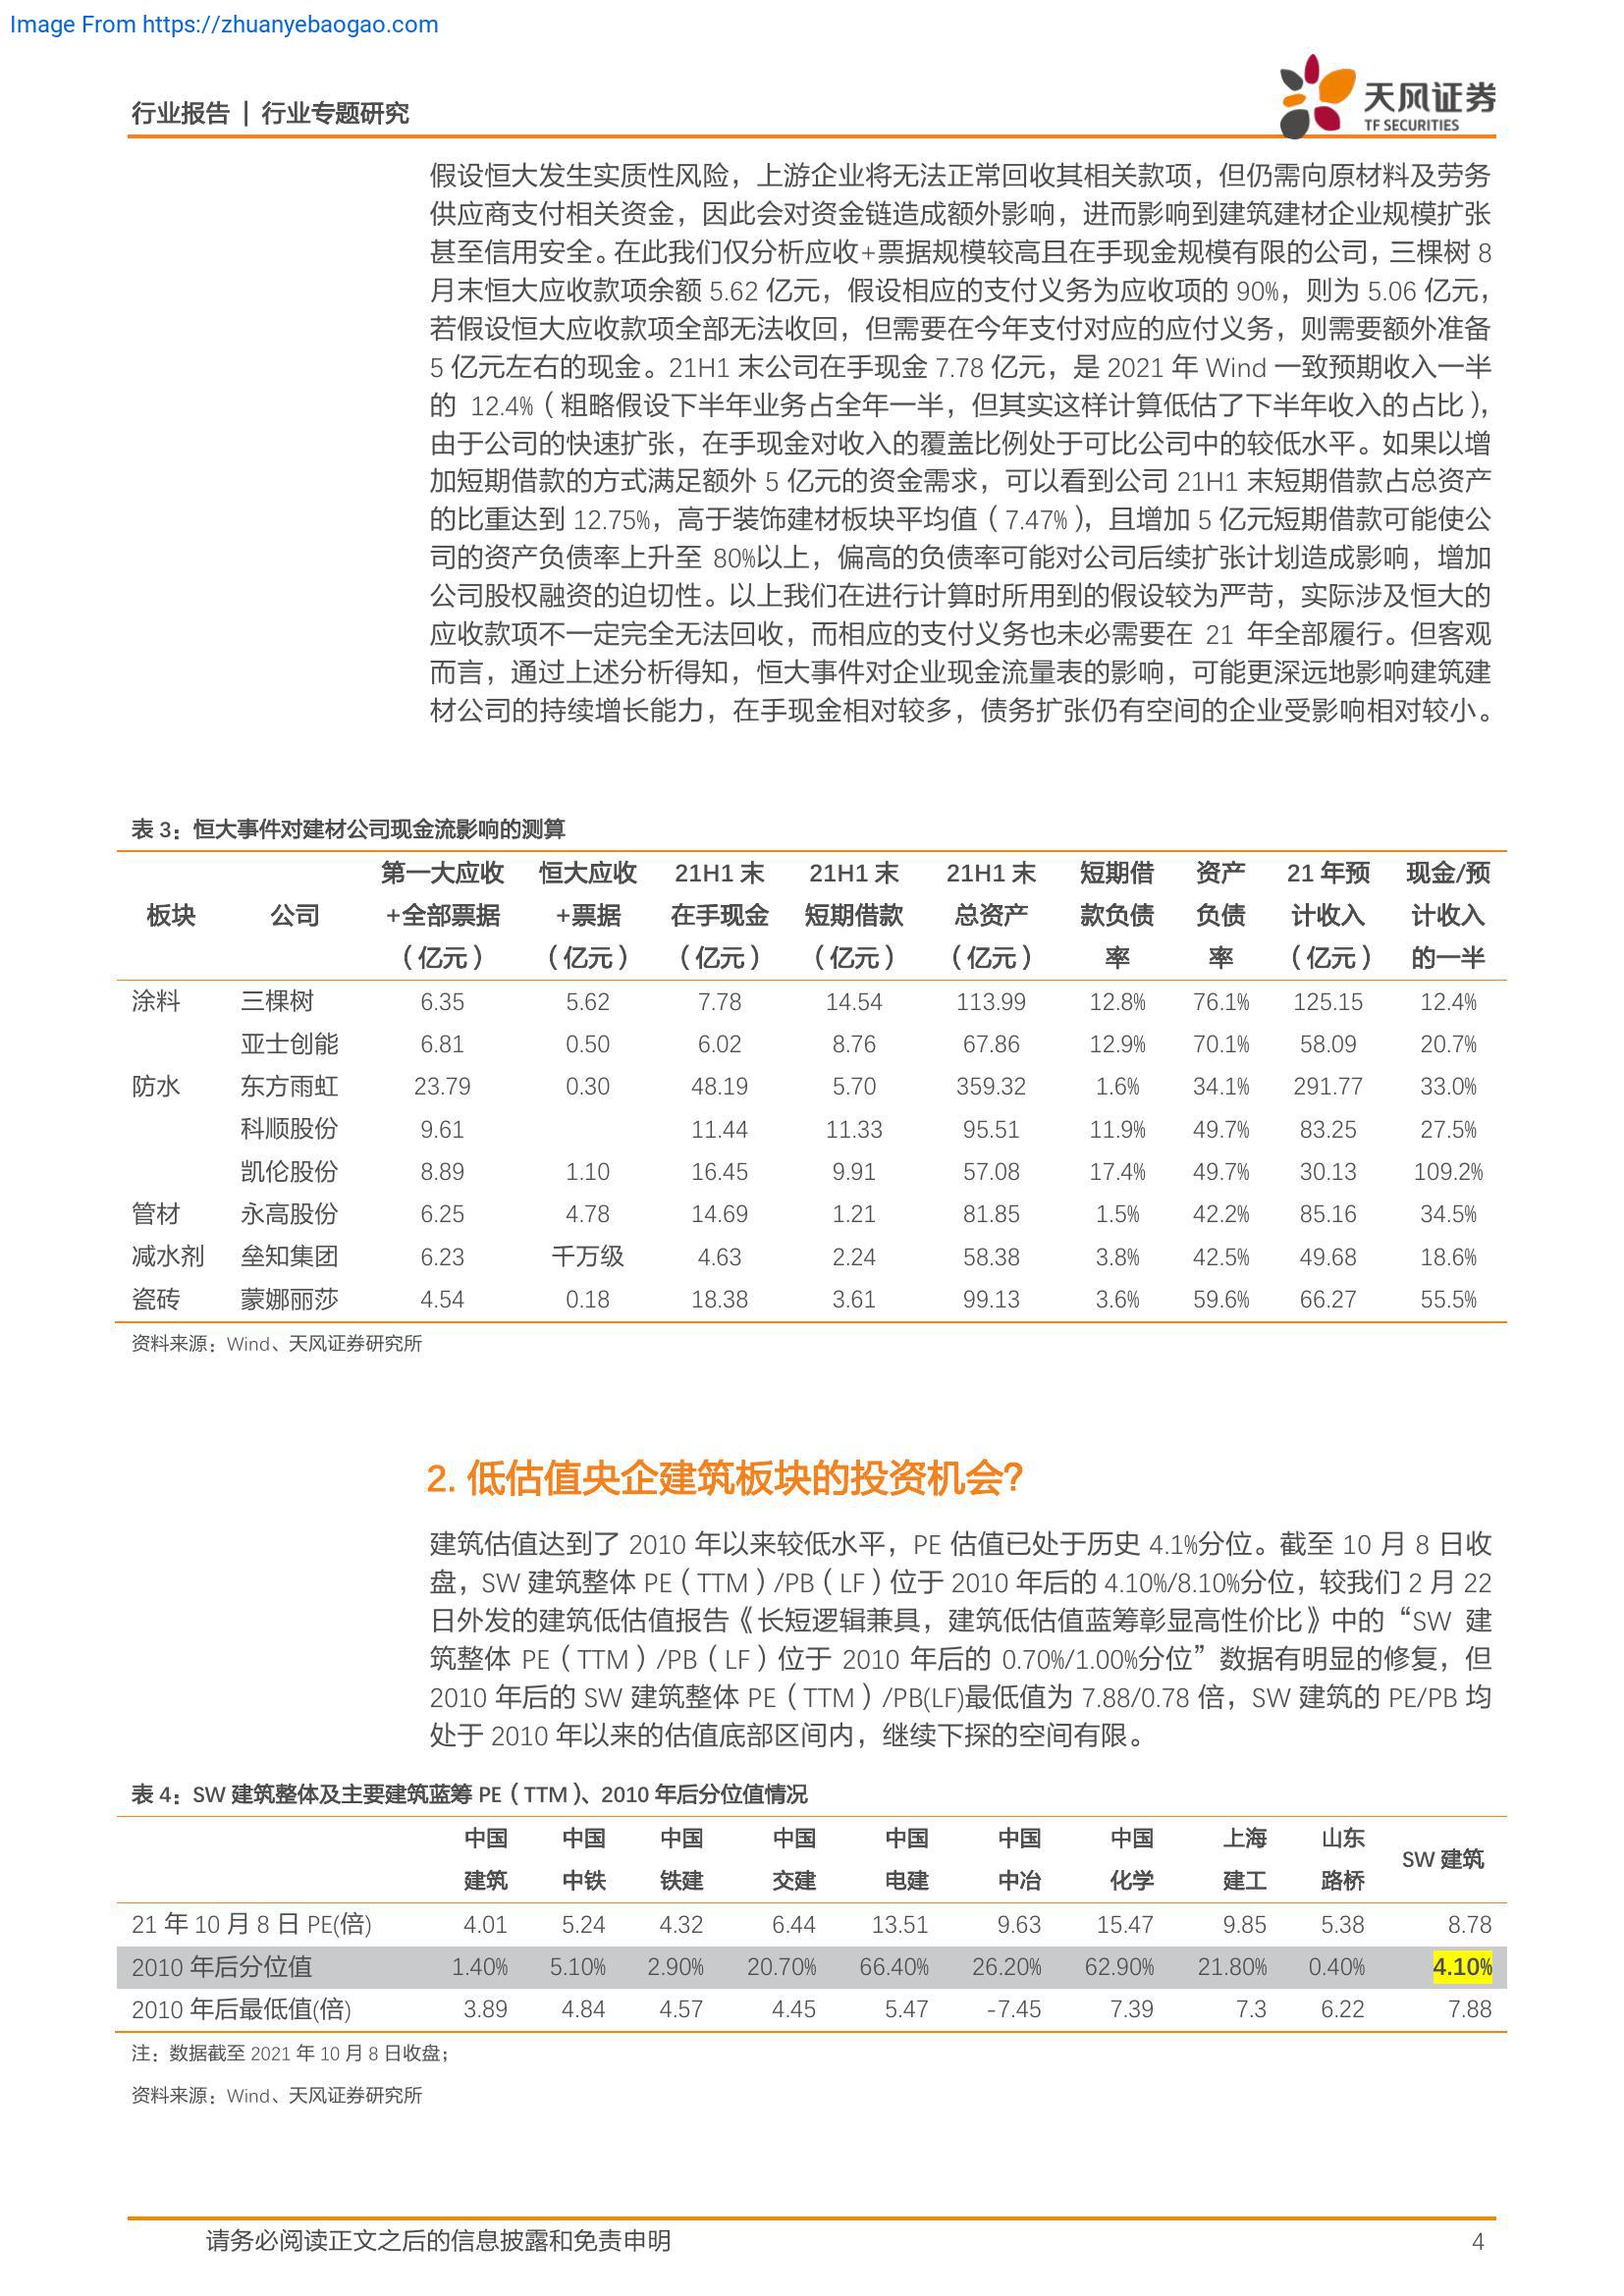 Image From https://zhuanyebaogao.com
行业报告 | 行业专题研究
天风证券
TF SECURITIES
假设恒大发生实质性风险，上游企业将无法正常回收其相关款项，但仍需向原材料及劳务
供应商支付相关资金，因此会对资金链造成额外影响，进而影响到建筑建材企业规模扩张
甚至信用安全。在此我们仅分析应收+票据规模较高且在手现金规模有限的公司，三棵树 8
月末恒大应收款项余额 5.62 亿元，假设相应的支付义务为应收项的 90%，则为 5.06 亿元，
若假设恒大应收款项全部无法收回，但需要在今年支付对应的应付义务，则需要额外准备
5 亿元左右的现金。21H1 末公司在手现金 7.78 亿元，是 2021 年 Wind 一致预期收入一半
的 12.4%（粗略假设下半年业务占全年一半，但其实这样计算低估了下半年收入的占比），
由于公司的快速扩张，在手现金对收入的覆盖比例处于可比公司中的较低水平。如果以增
加短期借款的方式满足额外 5 亿元的资金需求，可以看到公司 21H1 末短期借款占总资产
的比重达到 12.75%，高于装饰建材板块平均值（7.47%），且增加 5 亿元短期借款可能使公
司的资产负债率上升至 80%以上，偏高的负债率可能对公司后续扩张计划造成影响，增加
公司股权融资的迫切性。以上我们在进行计算时所用到的假设较为严苛，实际涉及恒大的
应收款项不一定完全无法回收，而相应的支付义务也未必需要在 21 年全部履行。但客观
而言，通过上述分析得知，恒大事件对企业现金流量表的影响，可能更深远地影响建筑建
材公司的持续增长能力，在手现金相对较多，债务扩张仍有空间的企业受影响相对较小。
表 3：恒大事件对建材公司现金流影响的测算
第一大应收 恒大应收 21H1 末 21H1 末 21H1 末 短期借 资产 21 年预 现金/预
板块 公司 +全部票据 +票据 在手现金 短期借款 总资产 款负债 负债 计收入 计收入
（亿元） （亿元） （亿元） （亿元） （亿元） 率 率 （亿元） 的一半
涂料 三棵树 6.35 5.62 7.78 14.54 113.99 12.8% 76.1% 125.15 12.4%
亚士创能 6.81 0.50 6.02 8.76 67.86 12.9% 70.1% 58.09 20.7%
防水 东方雨虹 23.79 0.30 48.19 5.70 359.32 1.6% 34.1% 291.77 33.0%
科顺股份 9.61 11.44 11.33 95.51 11.9% 49.7% 83.25 27.5%
凯伦股份 8.89 1.10 16.45 9.91 57.08 17.4% 49.7% 30.13 109.2%
管材 永高股份 6.25 4.78 14.69 1.21 81.85 1.5% 42.2% 85.16 34.5%
减水剂 垒知集团 6.23 千万级 4.63 2.24 58.38 3.8% 42.5% 49.68 18.6%
瓷砖 蒙娜丽莎 4.54 0.18 18.38 3.61 99.13 3.6% 59.6% 66.27 55.5%
资料来源：Wind、天风证券研究所
2. 低估值央企建筑板块的投资机会？
建筑估值达到了 2010 年以来较低水平，PE 估值已处于历史 4.1%分位。截至 10 月 8 日收
盘，SW 建筑整体 PE（TTM）/PB（LF）位于 2010 年后的 4.10%/8.10%分位，较我们 2 月 22
日外发的建筑低估值报告《长短逻辑兼具，建筑低估值蓝筹彰显高性价比》中的“SW 建
筑整体 PE（TTM）/PB（LF）位于 2010 年后的 0.70%/1.00%分位”数据有明显的修复，但
2010 年后的 SW 建筑整体 PE（TTM）/PB(LF)最低值为 7.88/0.78 倍，SW 建筑的 PE/PB 均
处于 2010 年以来的估值底部区间内，继续下探的空间有限。
表 4：SW 建筑整体及主要建筑蓝筹 PE（TTM）、2010 年后分位值情况
中国 中国 中国 中国 中国 中国 中国 上海 山东 SW 建筑
建筑 中铁 铁建 交建 电建 中冶 化学 建工 路桥
21 年 10 月 8 日 PE(倍) 4.01 5.24 4.32 6.44 13.51 9.63 15.47 9.85 5.38 8.78
2010 年后分位值 1.40% 5.10% 2.90% 20.70% 66.40% 26.20% 62.90% 21.80% 0.40% 4.10%
2010 年后最低值(倍) 3.89 4.84 4.57 4.45 5.47 -7.45 7.39 7.3 6.22 7.88
注：数据截至 2021 年 10 月 8 日收盘；
资料来源：Wind、天风证券研究所
请务必阅读正文之后的信息披露和免责申明 4